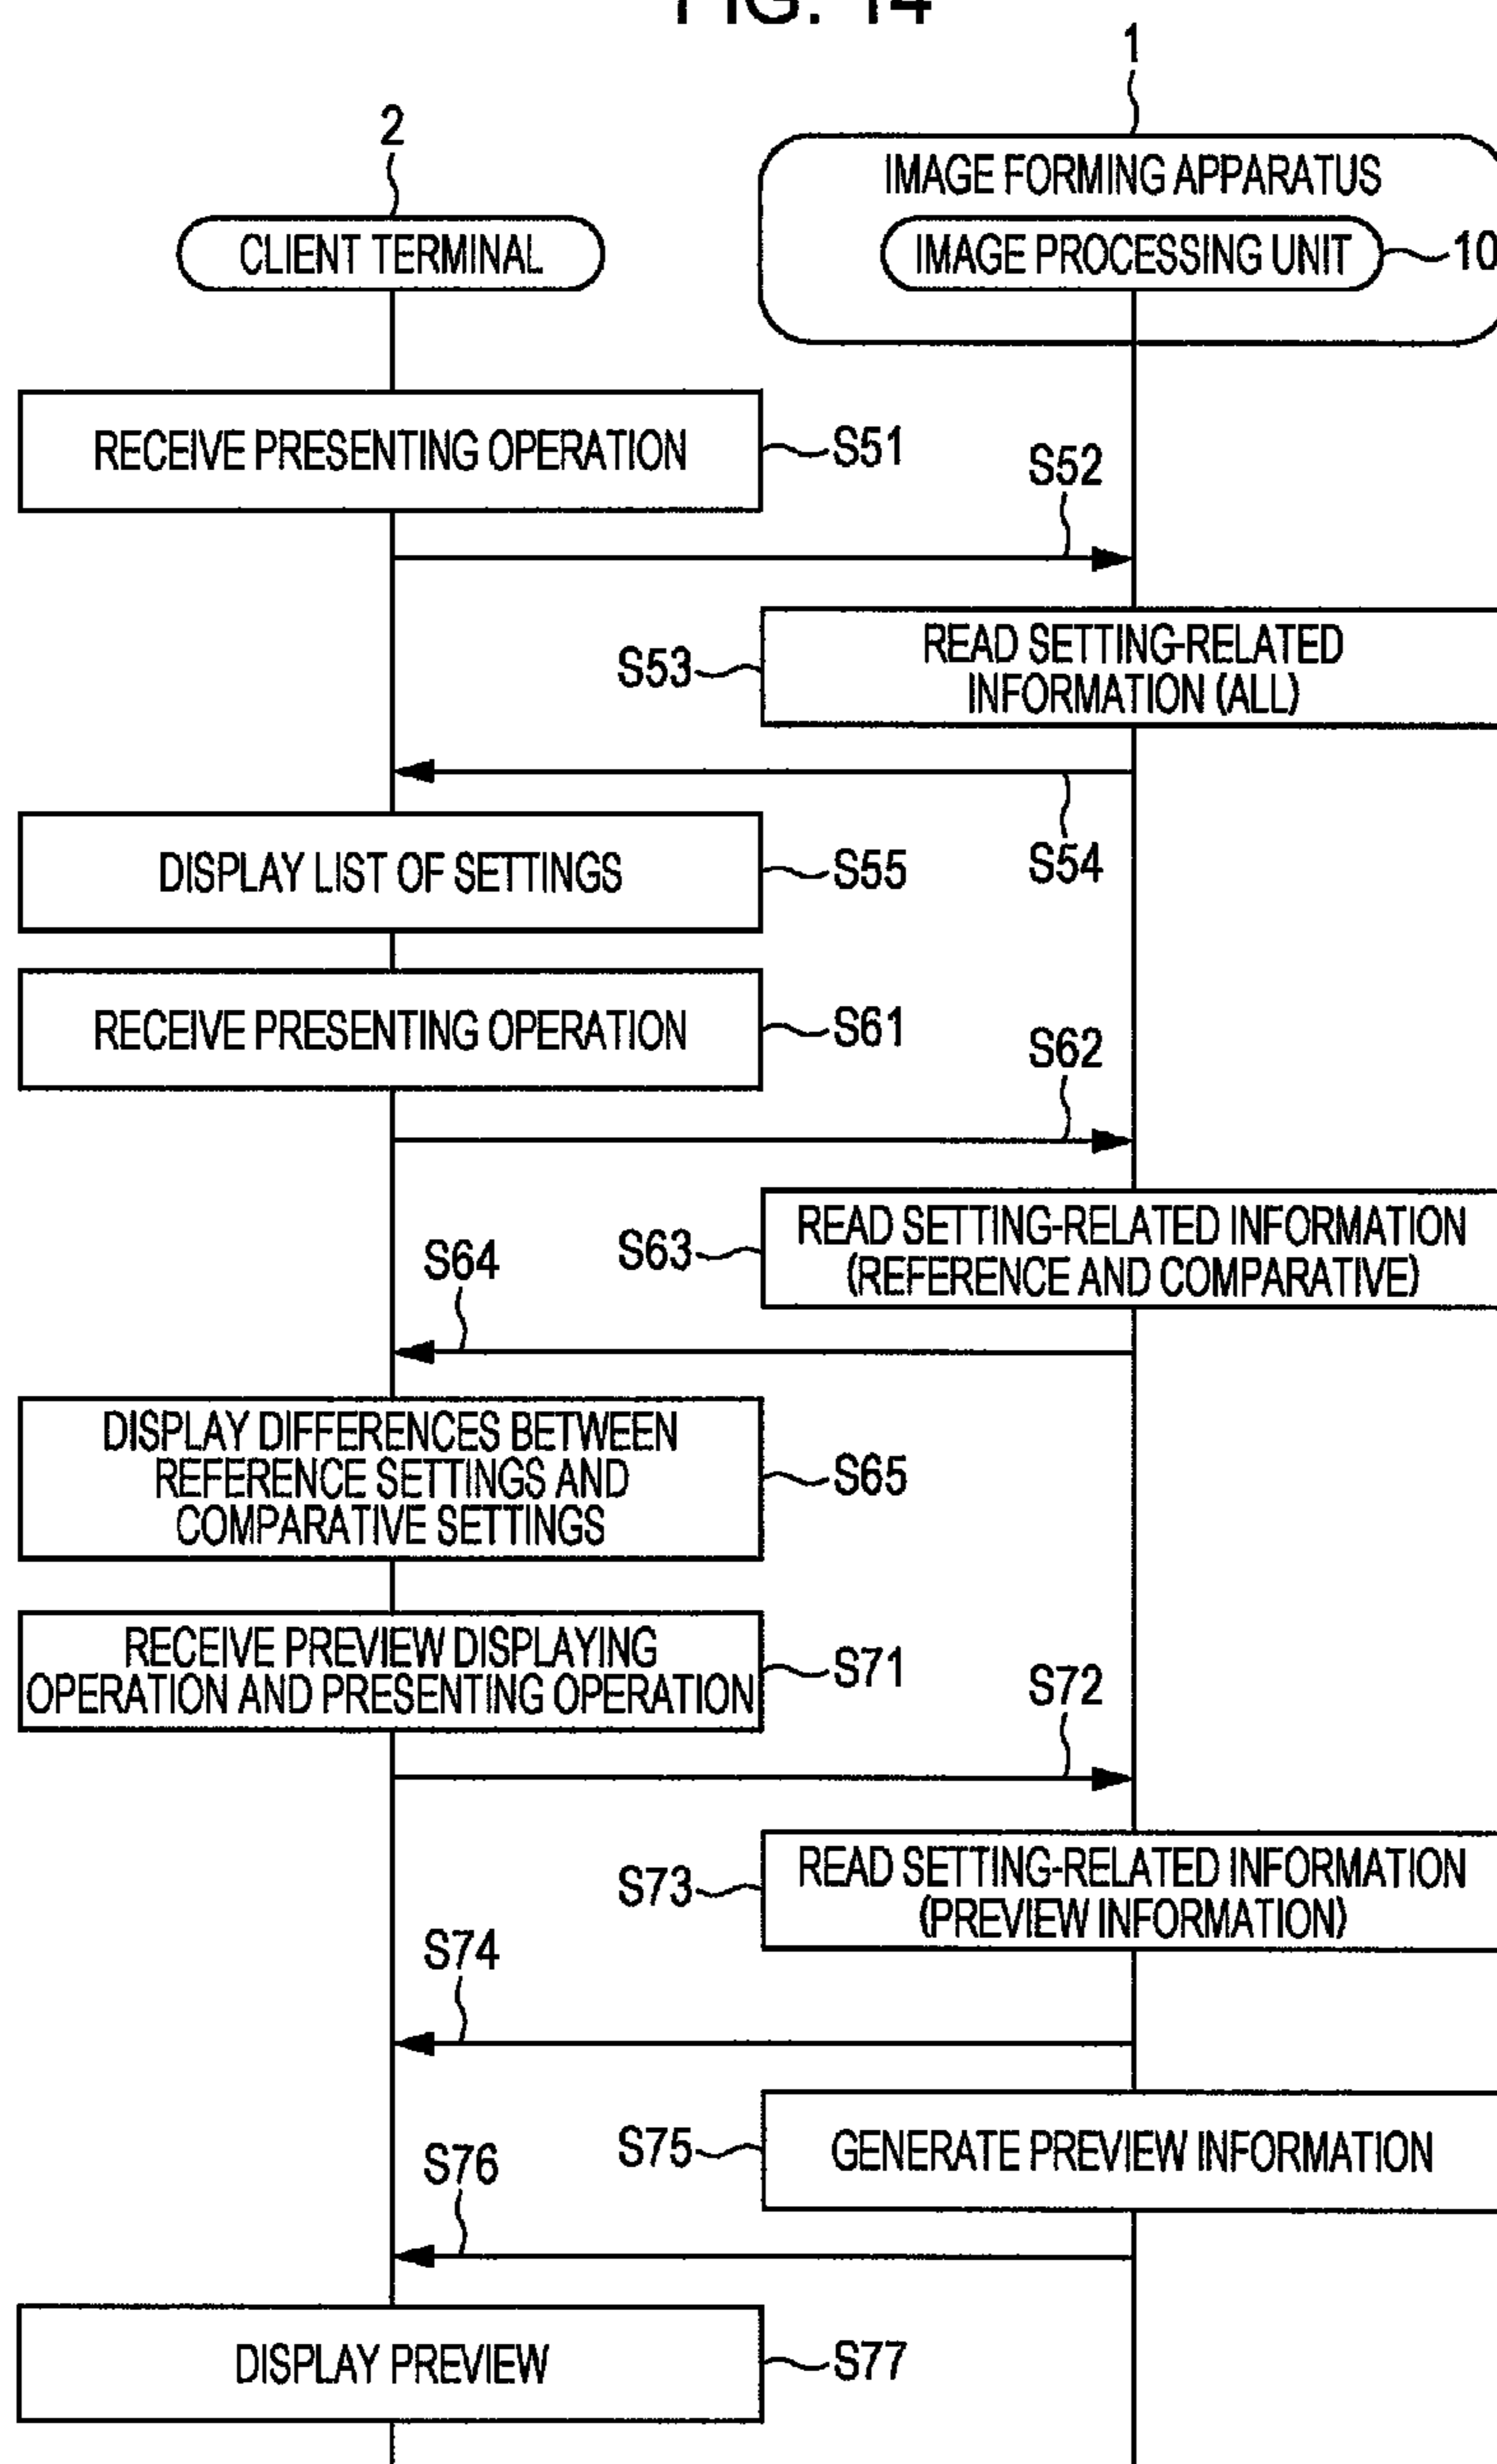 FIG. 14
1
2
IMAGE FORMING APPARATUS
CLIENT TERMINAL
IMAGE PROCESSING UNIT
10
RECEIVE PRESENTING OPERATION
S51
S52
S53
READ SETTING-RELATED
INFORMATION (ALL)
S54
DISPLAY LIST OF SETTINGS
S55
RECEIVE PRESENTING OPERATION
S61
S62
S63
READ SETTING-RELATED INFORMATION
(REFERENCE AND COMPARATIVE)
S64
DISPLAY DIFFERENCES BETWEEN
REFERENCE SETTINGS AND
COMPARATIVE SETTINGS
S65
RECEIVE PREVIEW DISPLAYING
OPERATION AND PRESENTING OPERATION
S71
S72
S73
READ SETTING-RELATED INFORMATION
(PREVIEW INFORMATION)
S74
S75
GENERATE PREVIEW INFORMATION
S76
DISPLAY PREVIEW
S77